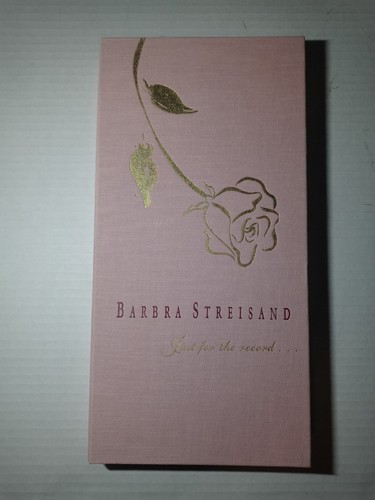 BARBRA STREISAND
Just for the record . . .